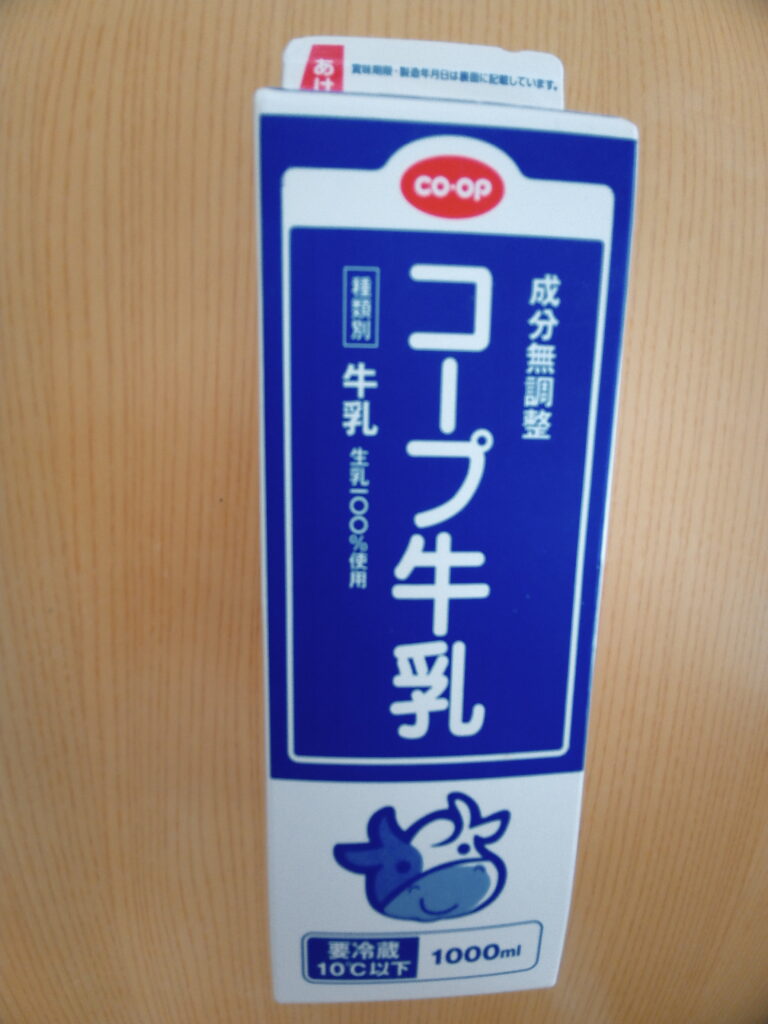 あけ
賞味期限・製造年月日は裏面に記載しています。
CO・OP
成分無調整
コープ牛乳
種類別
牛乳
生乳一〇〇%使用
要冷蔵
10℃以下
1000ml